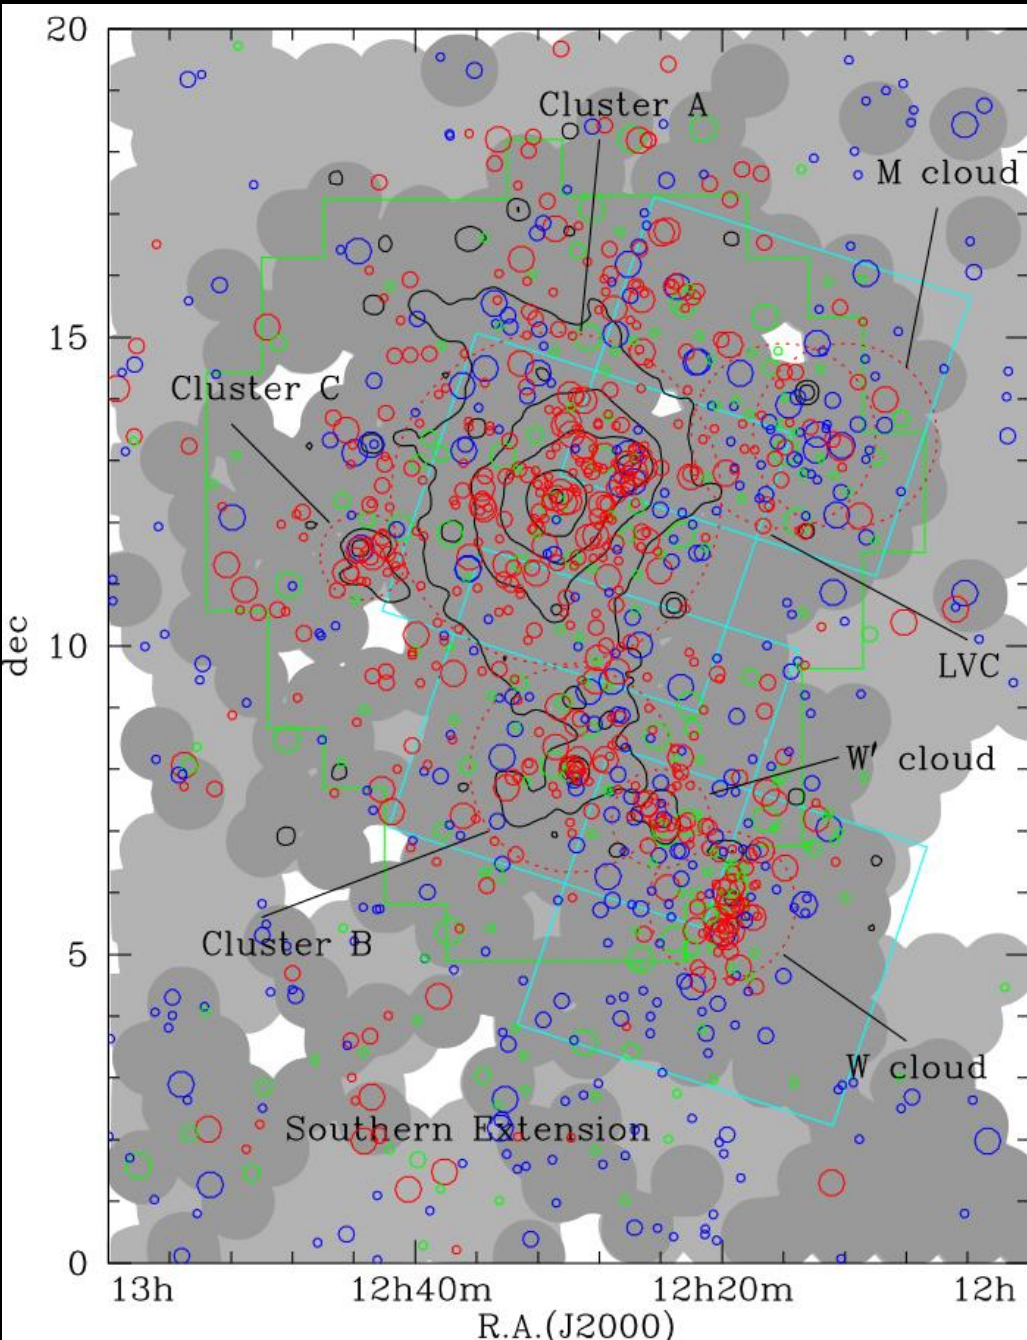 20
Cluster A
M cloud
15
Cluster C
dec
10
LVC
W' cloud
Cluster B
5
W cloud
Southern Extension
0
13h
12h40m
12h20m
12h
R.A.(J2000)